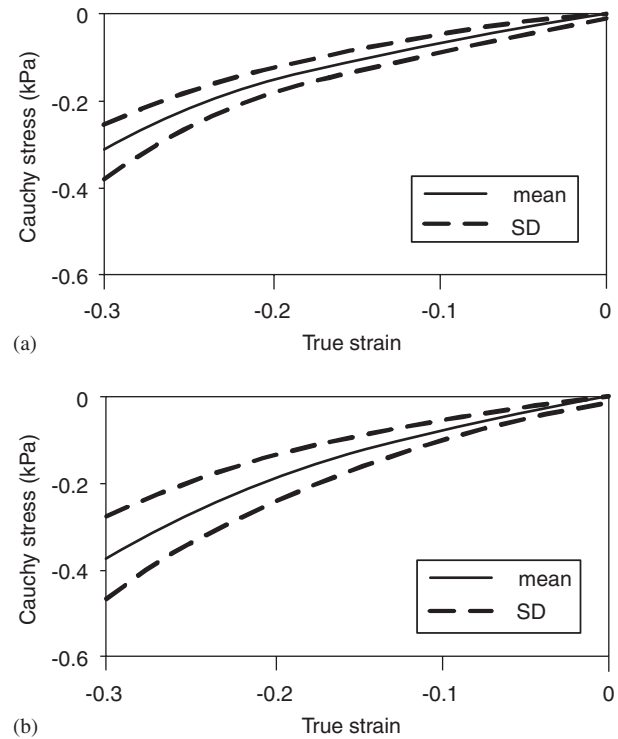 0
-0.2
-0.4
-0.6
Cauchy stress (kPa)
mean
SD
-0.3
-0.2
-0.1
0
True strain
(a)
0
-0.2
-0.4
-0.6
Cauchy stress (kPa)
mean
SD
-0.3
-0.2
-0.1
0
True strain
(b)